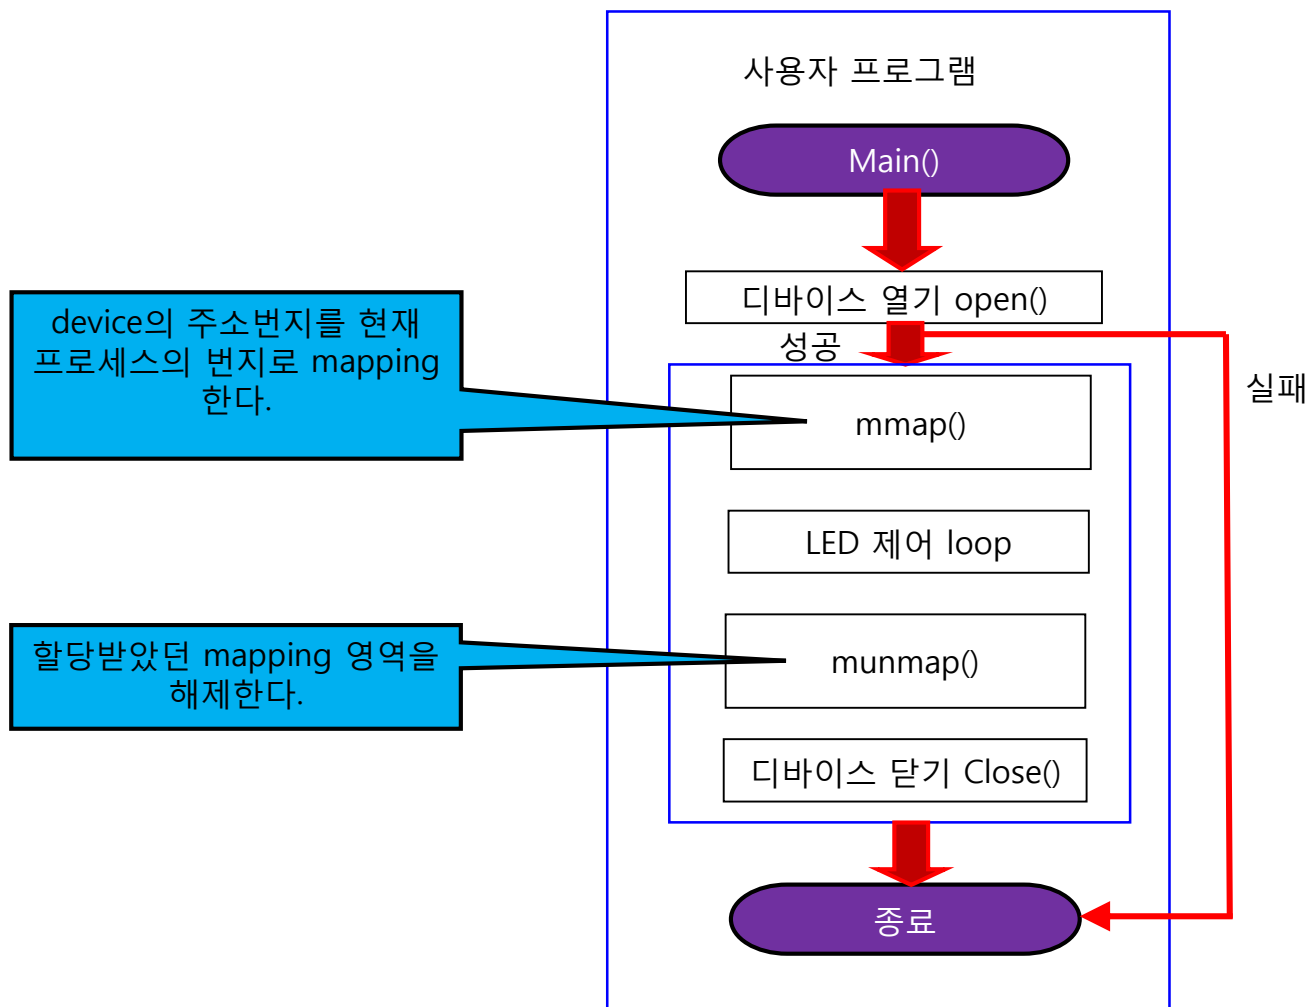 사용자 프로그램
Main()
디바이스 열기 open()
성공
실패
device의 주소번지를 현재
프로세스의 번지로 mapping
한다.
mmap()
LED 제어 loop
할당받았던 mapping 영역을
해제한다.
munmap()
디바이스 닫기 Close()
종료